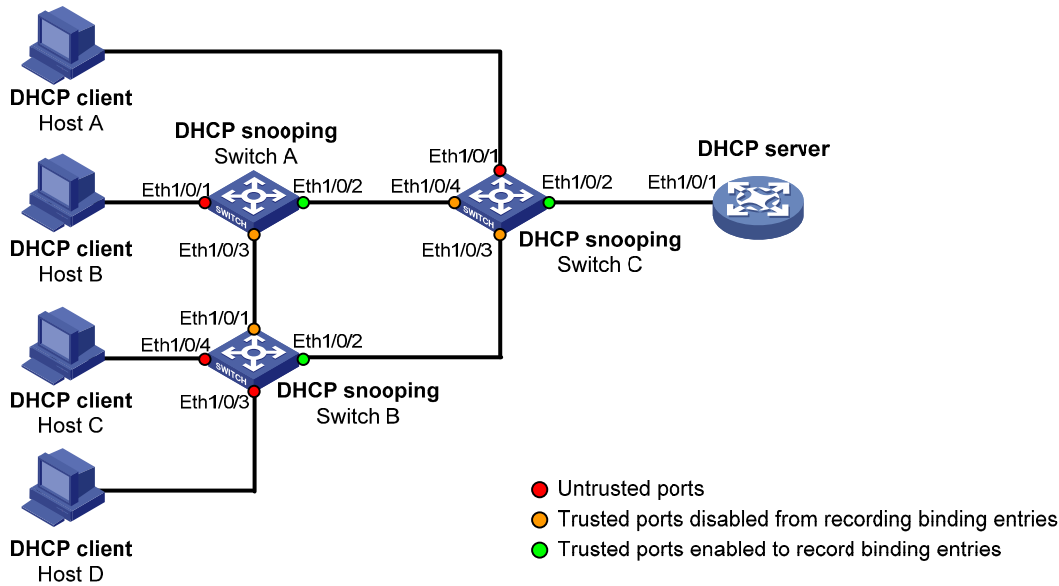 DHCP client
Host A
DHCP snooping
Switch A
Eth1/0/1
DHCP server
Eth1/0/1
Eth1/0/2
Eth1/0/4
Eth1/0/2
Eth1/0/1
SWITCH
SWITCH
DHCP client
Host B
Eth1/0/3
Eth1/0/3
DHCP snooping
Switch C
Eth1/0/1
Eth1/0/4
Eth1/0/2
SWITCH
DHCP client
Host C
Eth1/0/3
DHCP snooping
Switch B
Untrusted ports
Trusted ports disabled from recording binding entries
Trusted ports enabled to record binding entries
DHCP client
Host D